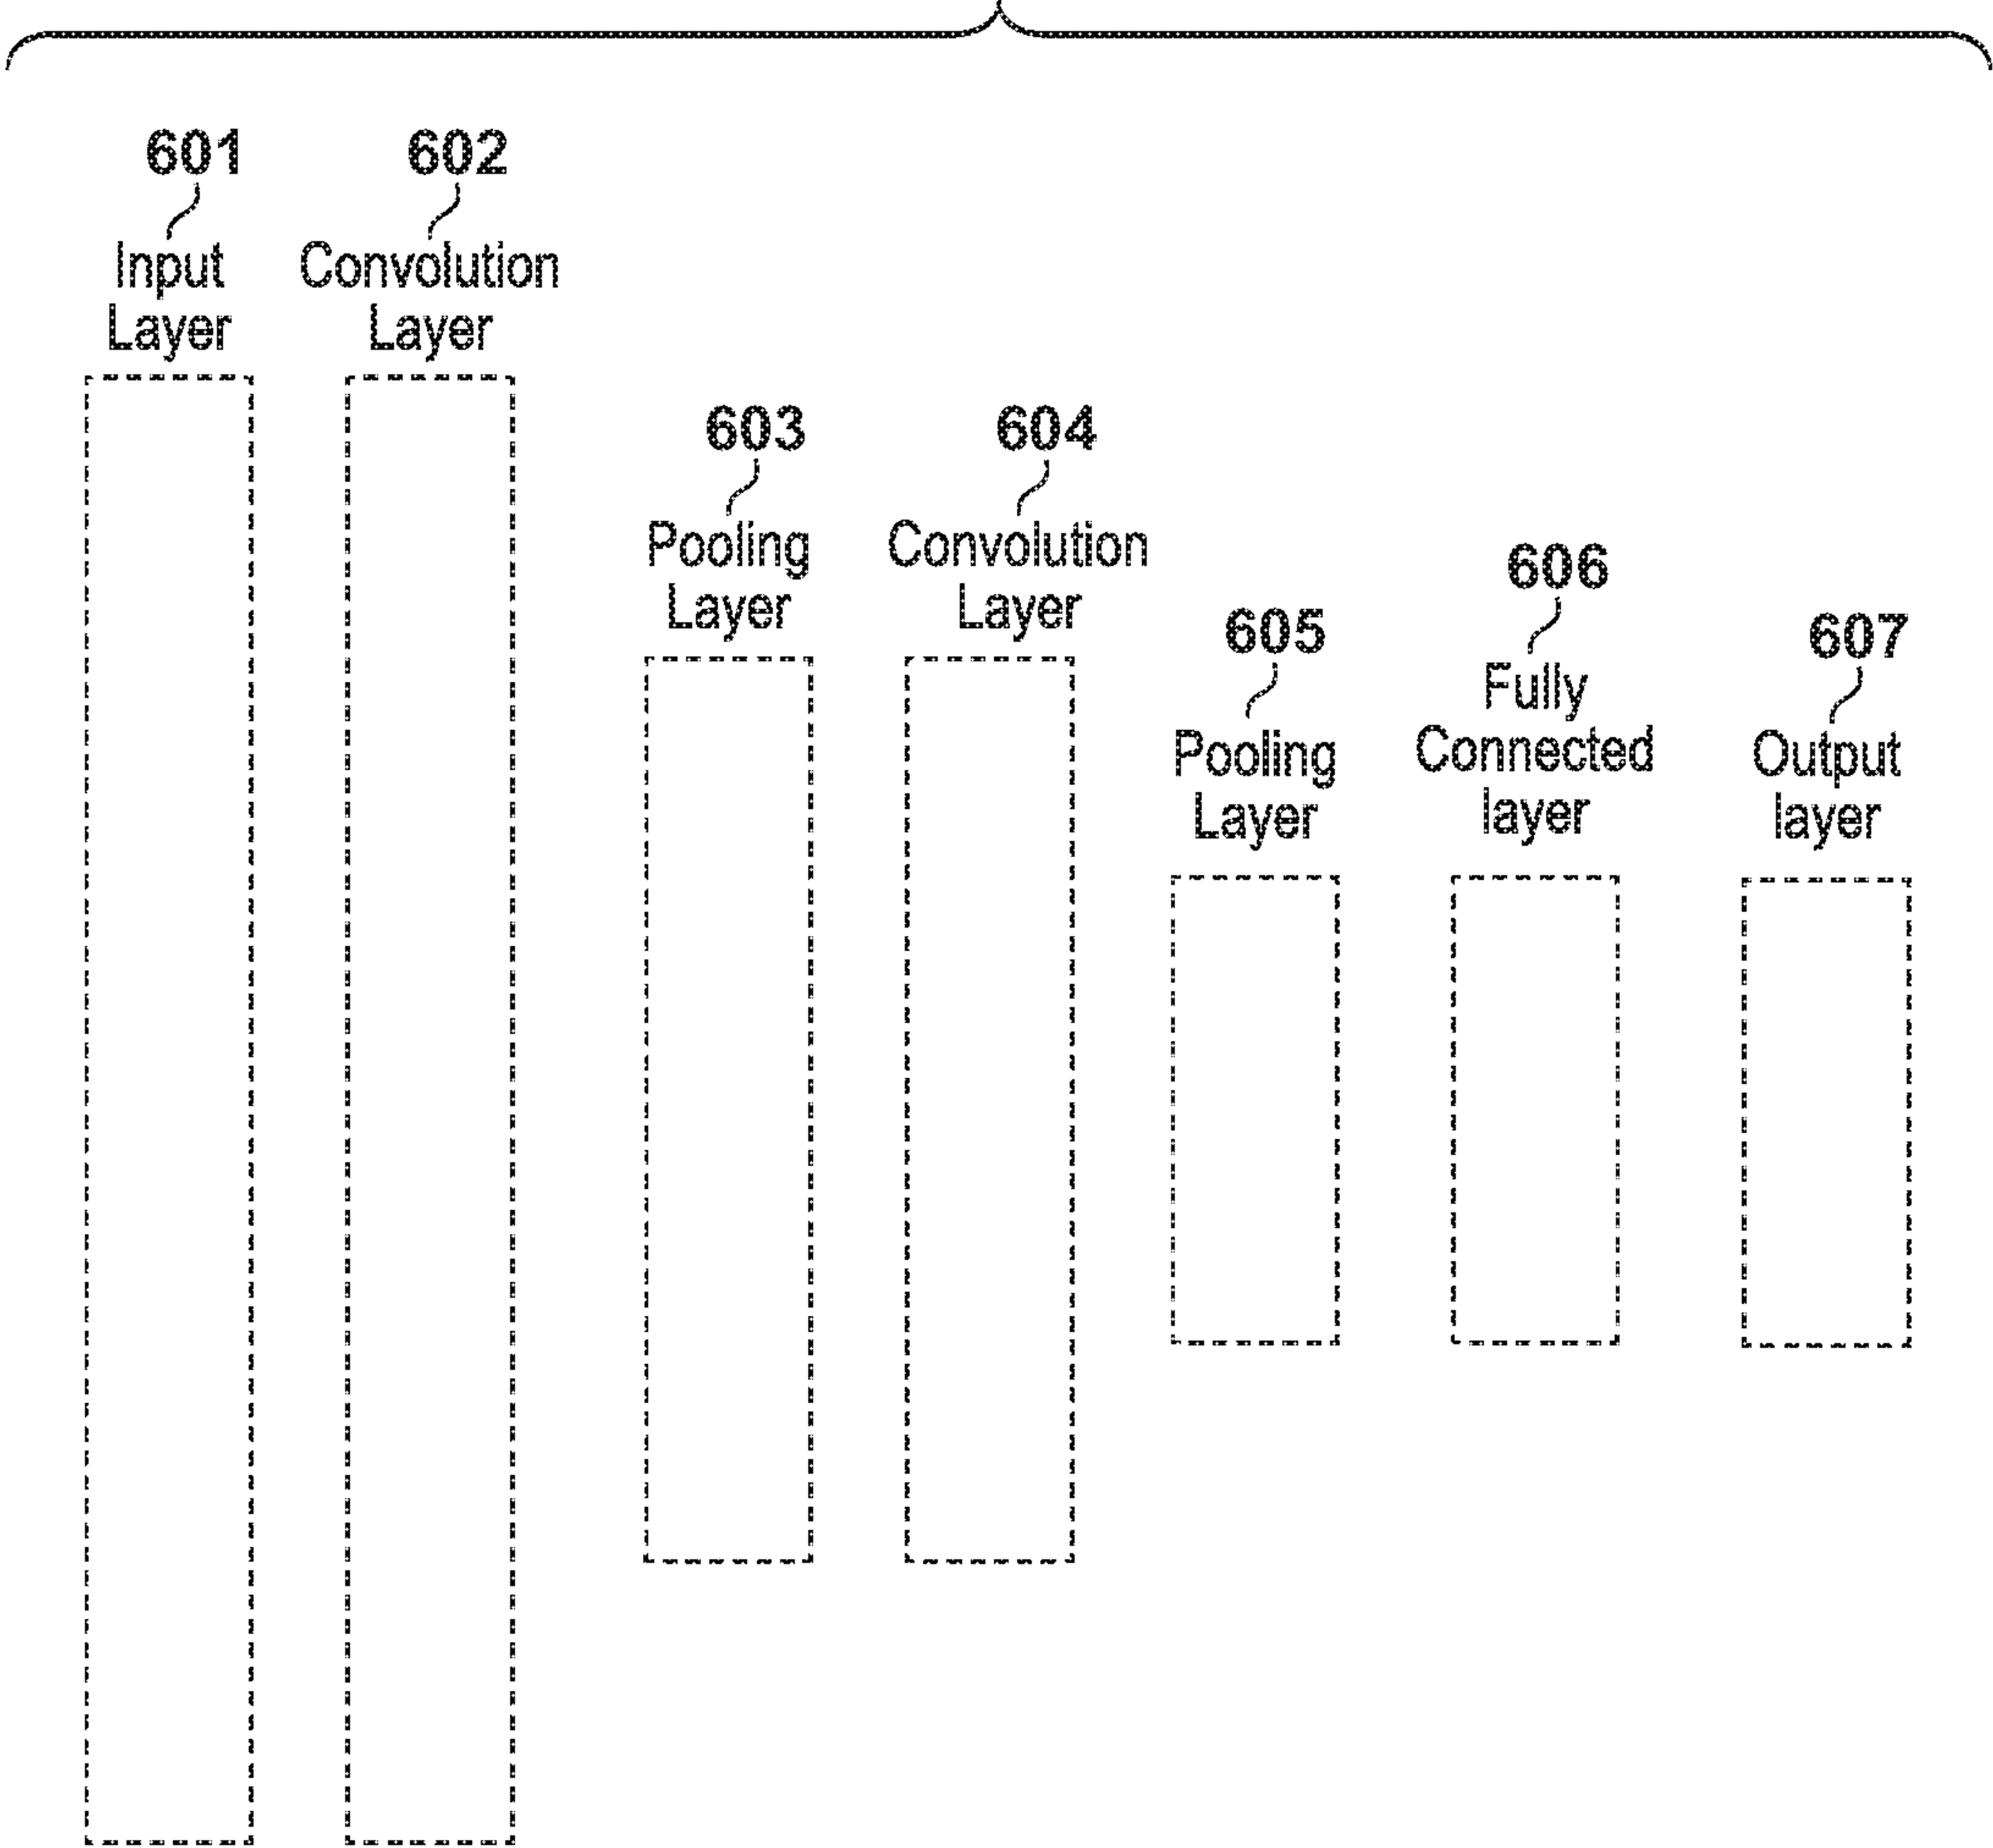 601
Input
Layer
602
Convolution
Layer
603
Pooling
Layer
604
Convolution
Layer
605
Pooling
Layer
606
Fully
Connected
layer
607
Output
layer